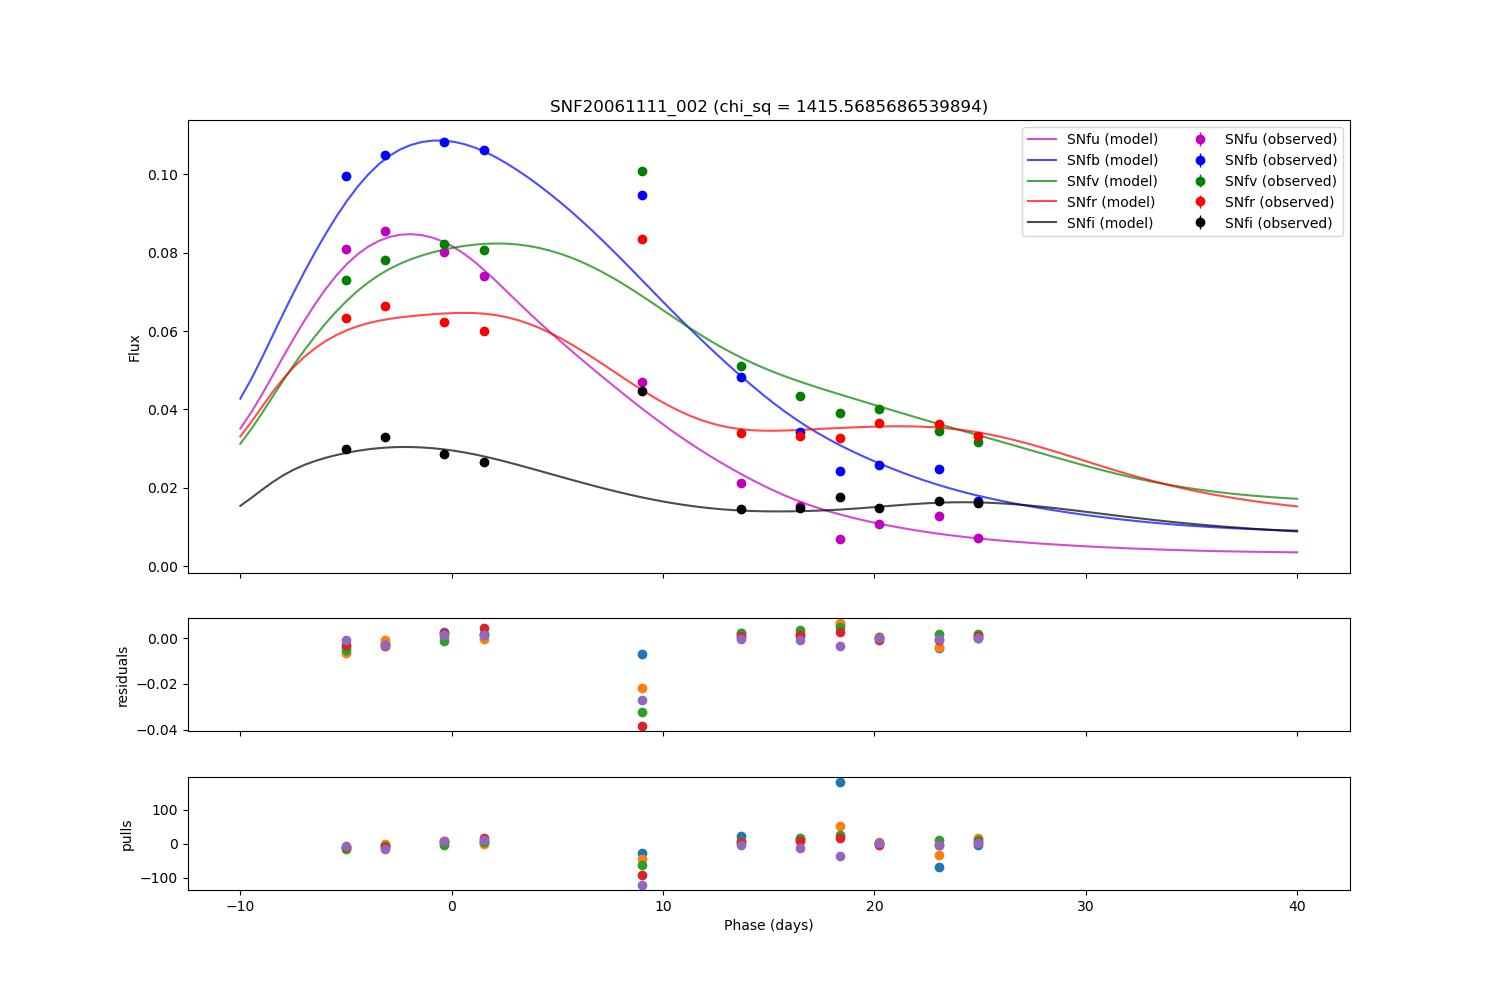 SNF20061111_002 (chi_sq = 1415.5685686539894)
Flux
0.10
0.08
0.06
0.04
0.02
0.00
SNfu (model)
SNfb (model)
SNfv (model)
SNfr (model)
SNfi (model)
SNfu (observed)
SNfb (observed)
SNfv (observed)
SNfr (observed)
SNfi (observed)
residuals
0.00
−0.02
−0.04
pulls
100
0
−100
−10 0 10 20 30 40
Phase (days)